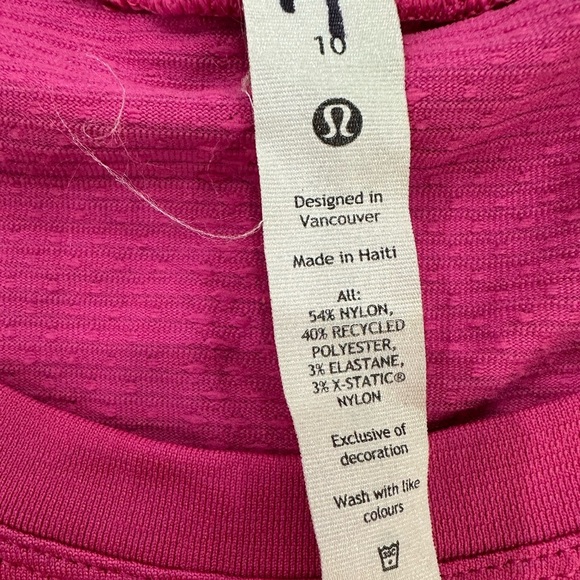 10
Designed in
Vancouver
Made in Haiti
All:
54% NYLON,
40% RECYCLED
POLYESTER,
3% ELASTANE,
3% X-STATIC®
NYLON
Exclusive of
decoration
Wash with like
colours